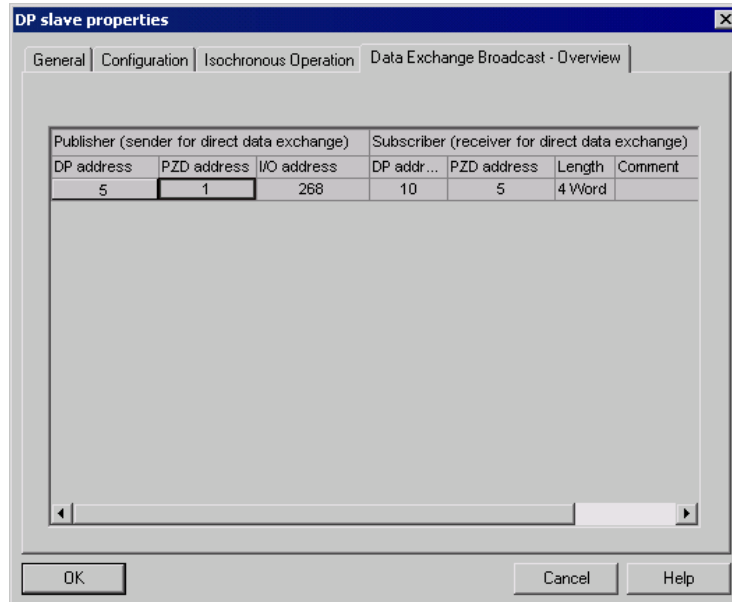 DP slave properties
General Configuration Isochronous Operation Data Exchange Broadcast - Overview
Publisher (sender for direct data exchange) Subscriber (receiver for direct data exchange)
DP address PZD address I/O address DP addr... PZD address Length Comment
5 1 268 10 5 4 Word
OK Cancel Help